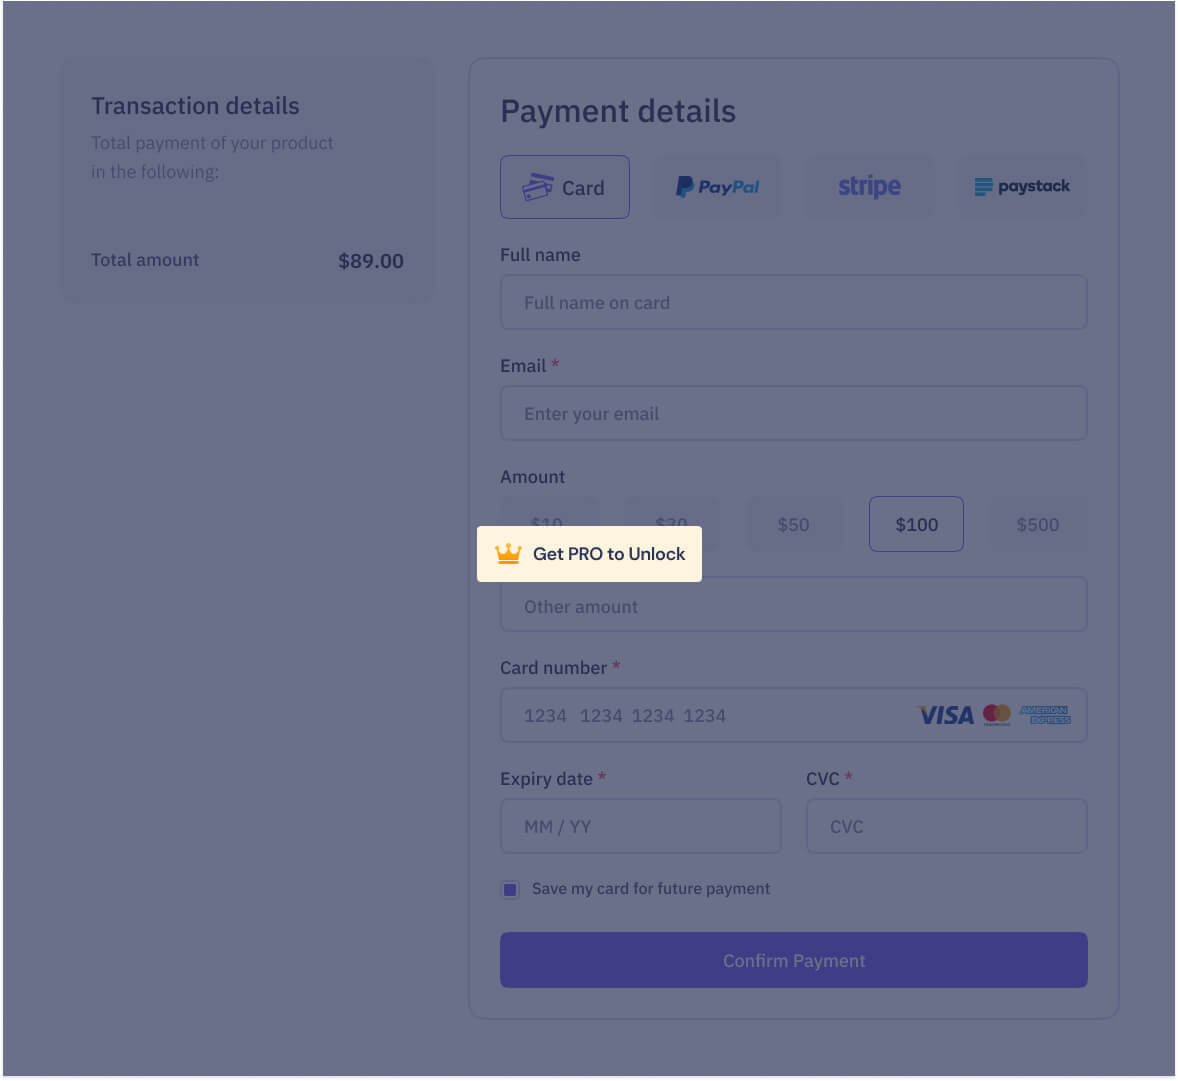 Transaction details
Total payment of your product
in the following:
Total amount
$89.00
Payment details
Card
PayPal
stripe
paystack
Full name
Full name on card
Email *
Enter your email
Amount
$10
$20
$50
$100
$500
Get PRO to Unlock
Other amount
Card number *
1234 1234 1234 1234
VISA
AMERICAN
EXPRESS
Expiry date *
CVC *
MM / YY
CVC
Save my card for future payment
Confirm Payment